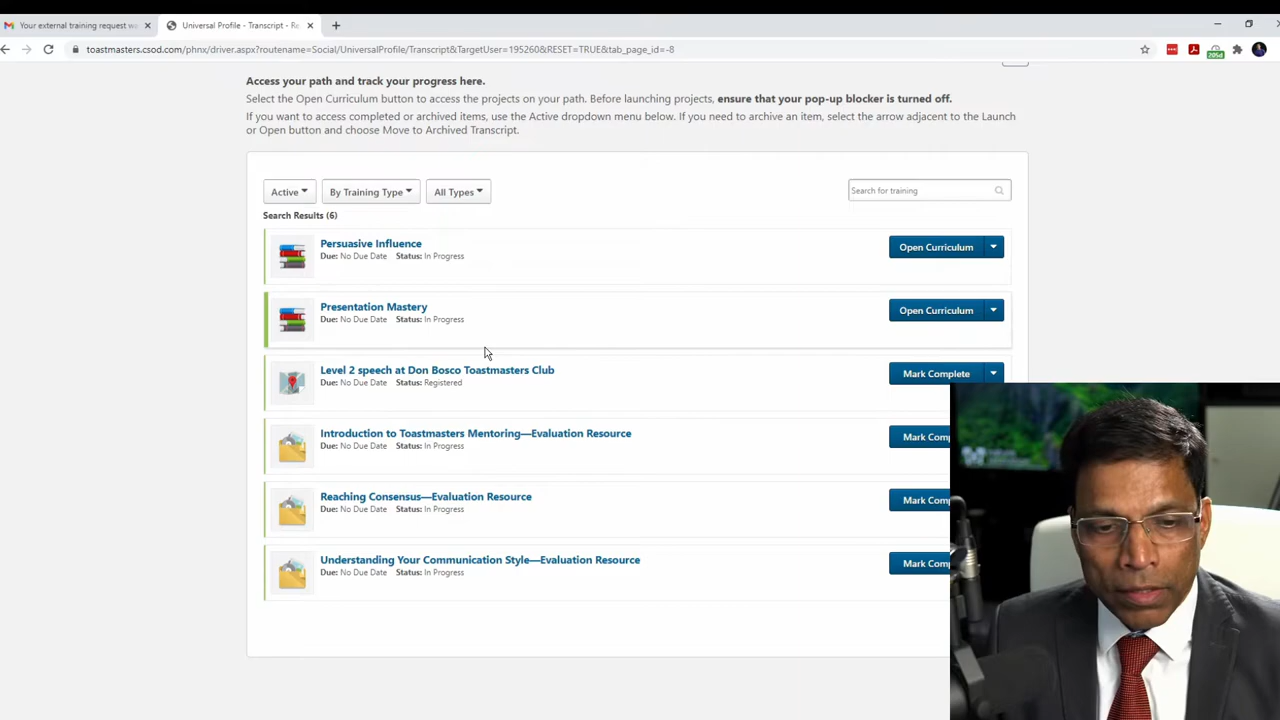 Your external training request wa
Universal Profile - Transcript - Re
toastmasters.csod.com/phnx/driver.aspx?routename=Social/UniversalProfile/Transcript&TargetUser=195260&RESET=TRUE&tab_page_id=-8
205d
Access your path and track your progress here.
Select the Open Curriculum button to access the projects on your path. Before launching projects, ensure that your pop-up blocker is turned off.
If you want to access completed or archived items, use the Active dropdown menu below. If you need to archive an item, select the arrow adjacent to the Launch
or Open button and choose Move to Archived Transcript.
Active By Training Type All Types Search for training
Search Results (6)
Persuasive Influence
Due: No Due Date Status: In Progress
Open Curriculum
Presentation Mastery
Due: No Due Date Status: In Progress
Open Curriculum
Level 2 speech at Don Bosco Toastmasters Club
Due: No Due Date Status: Registered
Mark Complete
Introduction to Toastmasters Mentoring—Evaluation Resource
Due: No Due Date Status: In Progress
Mark Comp
Reaching Consensus—Evaluation Resource
Due: No Due Date Status: In Progress
Mark Comp
Understanding Your Communication Style—Evaluation Resource
Due: No Due Date Status: In Progress
Mark Comp